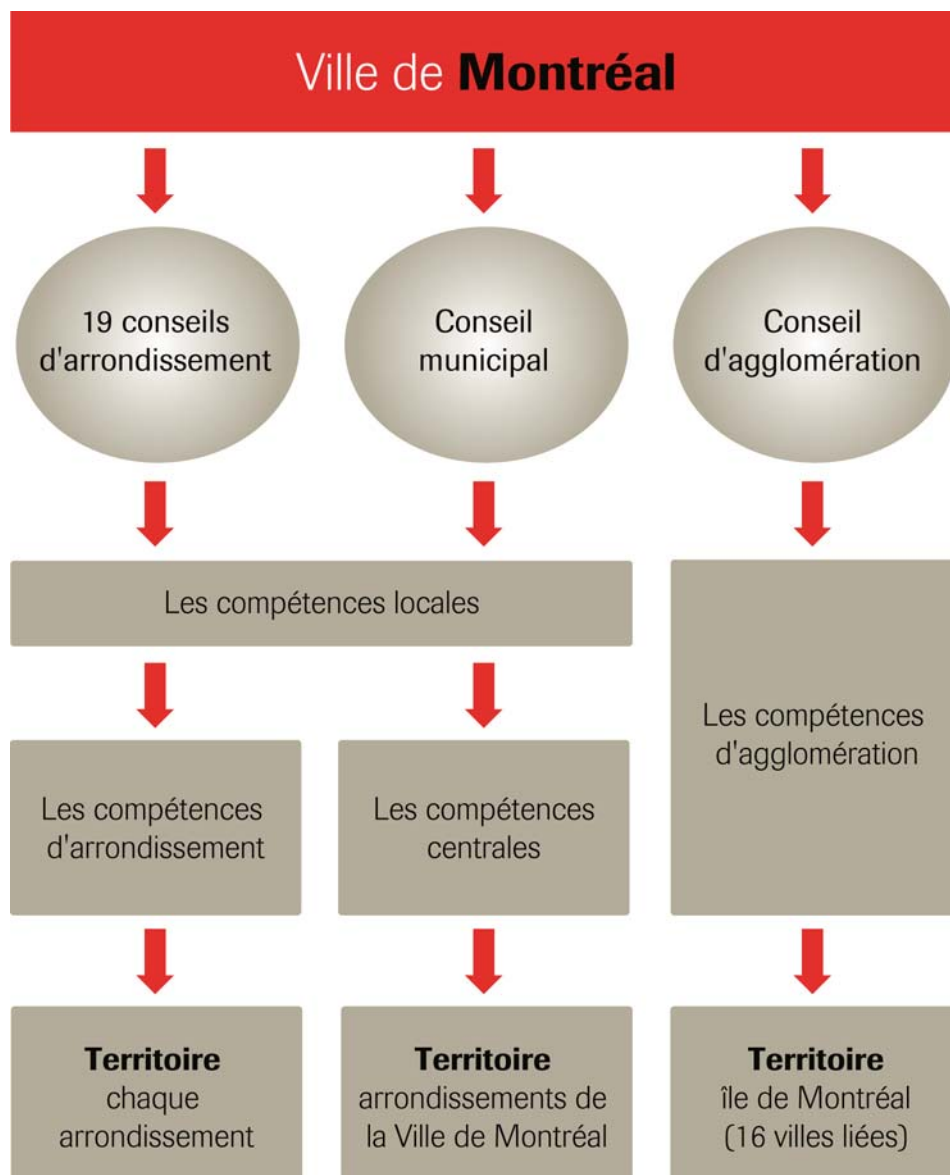 Ville de Montréal
19 conseils
d'arrondissement
Conseil
municipal
Conseil
d'agglomération
Les compétences locales
Les compétences
d'agglomération
Les compétences
d'arrondissement
Les compétences
centrales
Territoire
chaque
arrondissement
Territoire
arrondissements de
la Ville de Montréal
Territoire
île de Montréal
(16 villes liées)